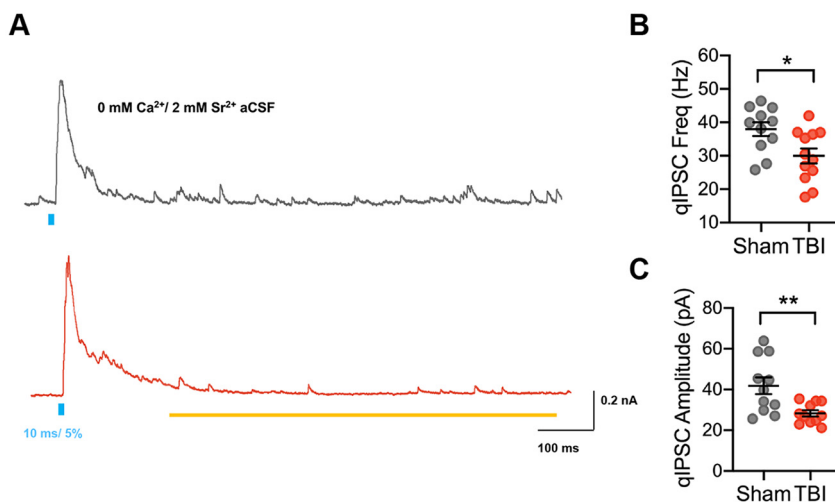 A
0 mM Ca²⁺/ 2 mM Sr²⁺ aCSF
10 ms/ 5%
0.2 nA
100 ms
B
qIPSC Freq (Hz)
60
50
40
30
20
10
*
Sham TBI
C
qIPSC Amplitude (pA)
80
60
40
20
0
**
Sham TBI